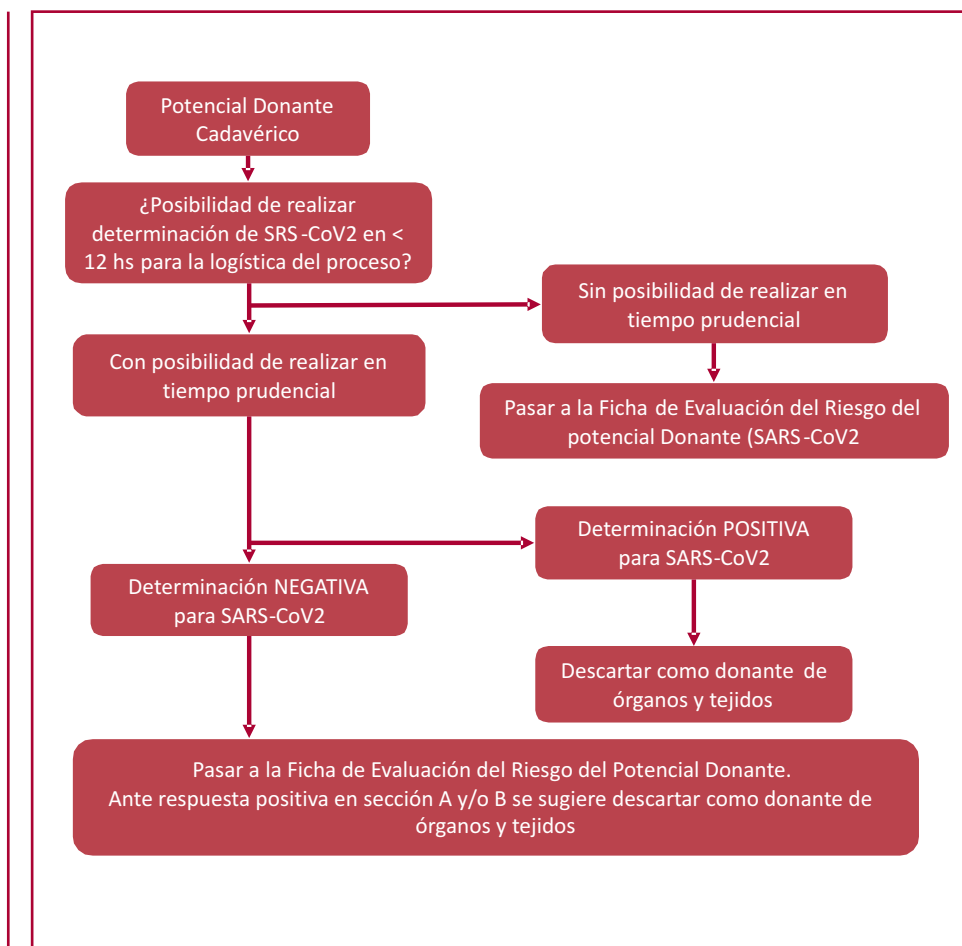 Potencial Donante
Cadavérico
¿Posibilidad de realizar
determinación de SRS-CoV2 en <
12 hs para la logística del proceso?
Sin posibilidad de realizar en
tiempo prudencial
Con posibilidad de realizar en
tiempo prudencial
Pasar a la Ficha de Evaluación del Riesgo del
potencial Donante (SARS-CoV2
Determinación POSITIVA
para SARS-CoV2
Determinación NEGATIVA
para SARS-CoV2
Descartar como donante de
órganos y tejidos
Pasar a la Ficha de Evaluación del Riesgo del Potencial Donante.
Ante respuesta positiva en sección A y/o B se sugiere descartar como donante de
órganos y tejidos